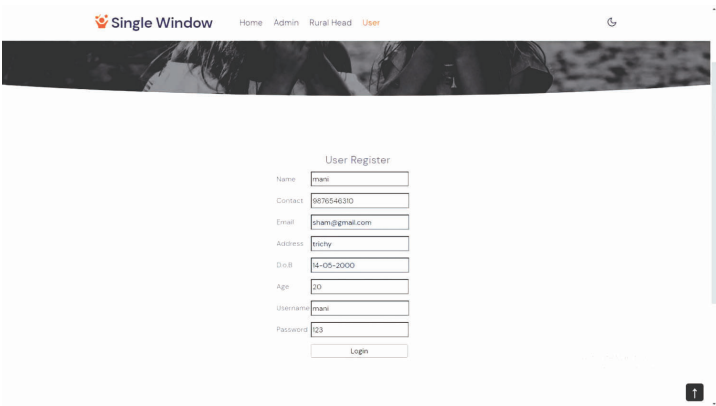 Single Window Home Admin Rural Head User
User Register
Name mani
Contact 9876546310
Email sham@gmail.com
Address trichy
D.o.B 14-05-2000
Age 20
Username mani
Password 123
Login